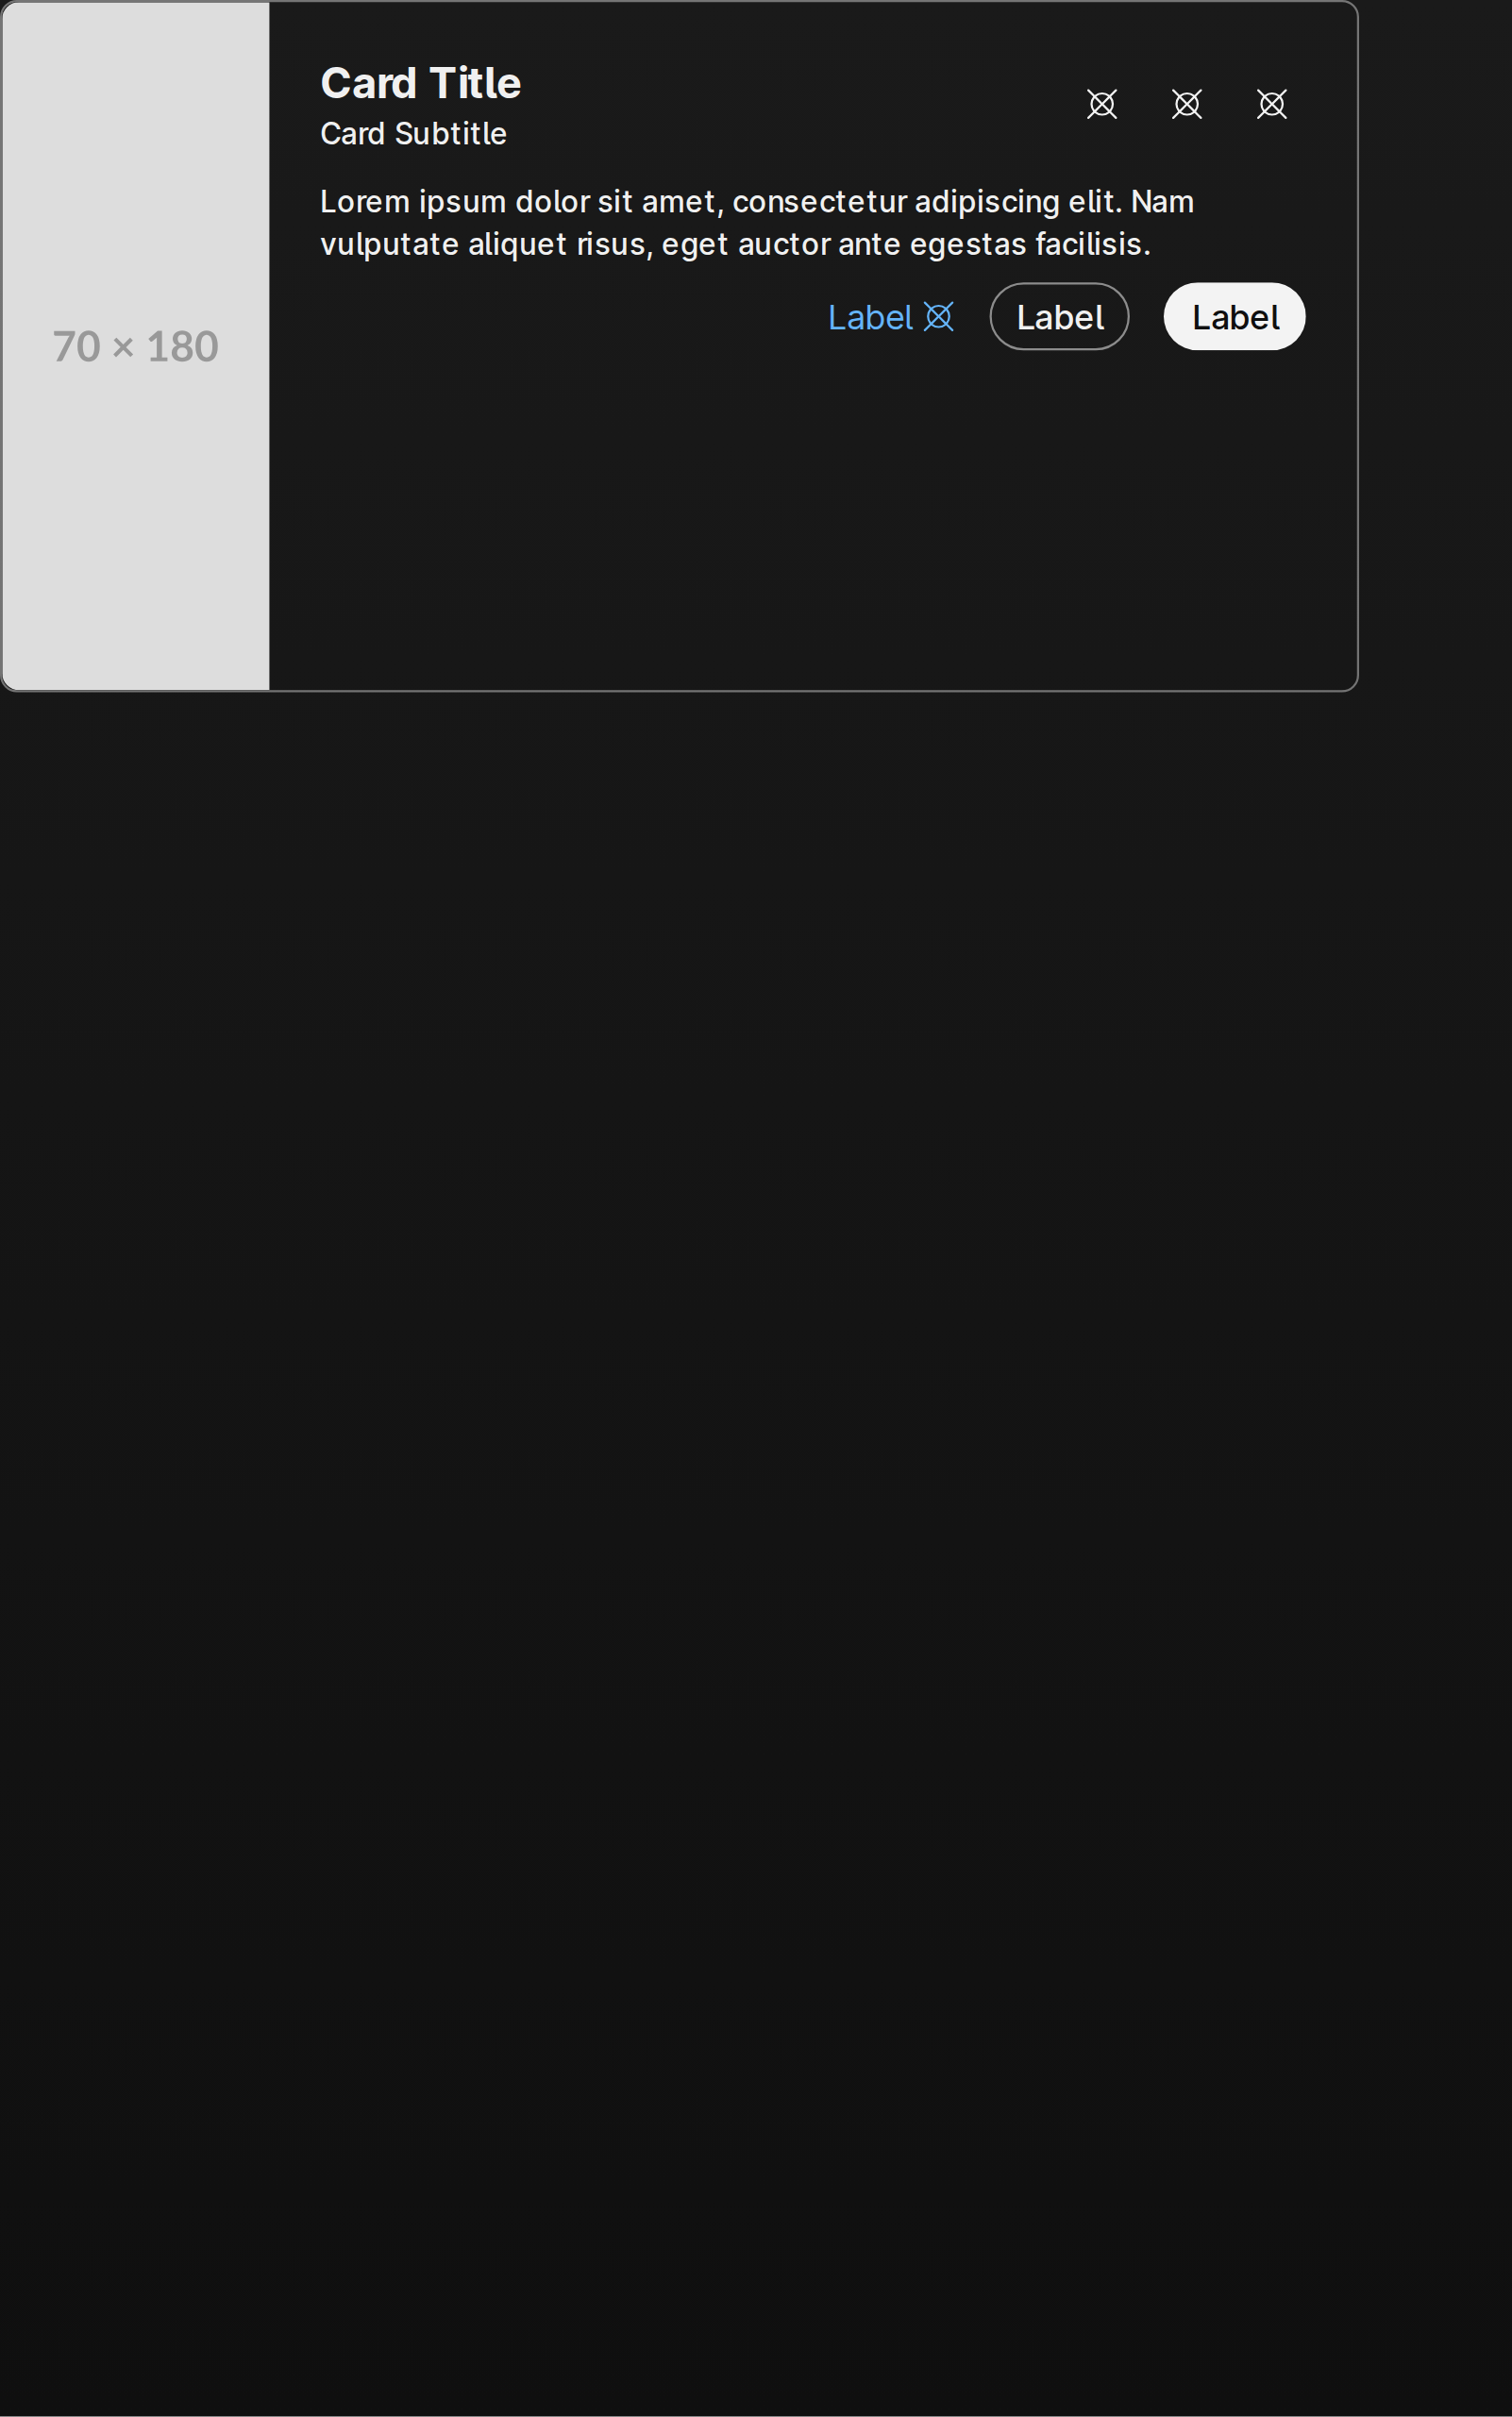 70 × 180
Card Title
Card Subtitle
Lorem ipsum dolor sit amet, consectetur adipiscing elit. Nam
vulputate aliquet risus, eget auctor ante egestas facilisis.
Label
Label
Label